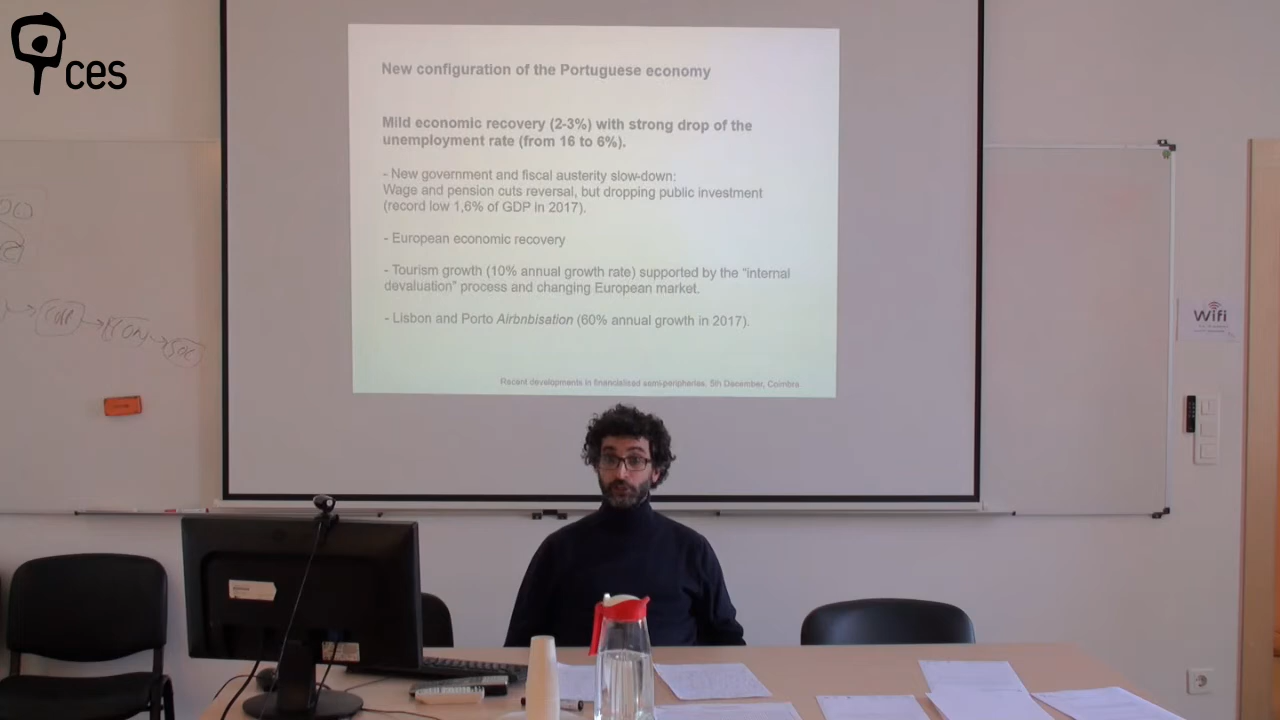 ces
New configuration of the Portuguese economy
Mild economic recovery (2-3%) with strong drop of the
unemployment rate (from 16 to 6%).
- New government and fiscal austerity slow-down:
Wage and pension cuts reversal, but dropping public investment
(record low 1,6% of GDP in 2017).
- European economic recovery
- Tourism growth (10% annual growth rate) supported by the "internal
devaluation" process and changing European market.
- Lisbon and Porto Airbnbisation (60% annual growth in 2017).
Recent developments in financialised semi-peripheries. 5th December, Coimbra
Wifi